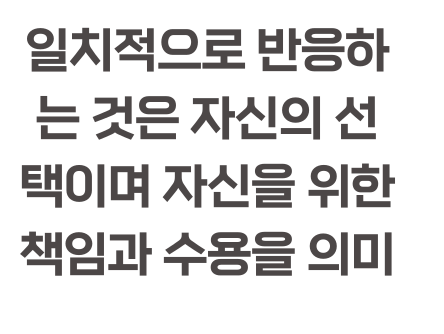 일치적으로 반응하
는 것은 자신의 선
택이며 자신을 위한
책임과 수용을 의미